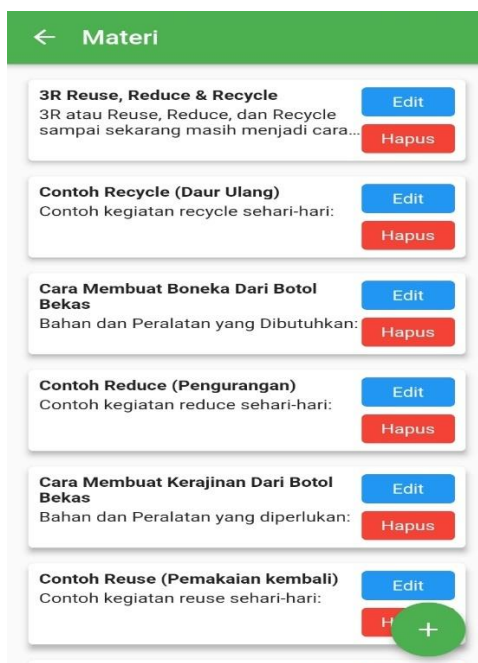 Materi
3R Reuse, Reduce & Recycle
3R atau Reuse, Reduce, dan Recycle
sampai sekarang masih menjadi cara...
Edit
Hapus
Contoh Recycle (Daur Ulang)
Contoh kegiatan recycle sehari-hari:
Edit
Hapus
Cara Membuat Boneka Dari Botol
Bekas
Bahan dan Peralatan yang Dibutuhkan:
Edit
Hapus
Contoh Reduce (Pengurangan)
Contoh kegiatan reduce sehari-hari:
Edit
Hapus
Cara Membuat Kerajinan Dari Botol
Bekas
Bahan dan Peralatan yang diperlukan:
Edit
Hapus
Contoh Reuse (Pemakaian kembali)
Contoh kegiatan reuse sehari-hari:
Edit